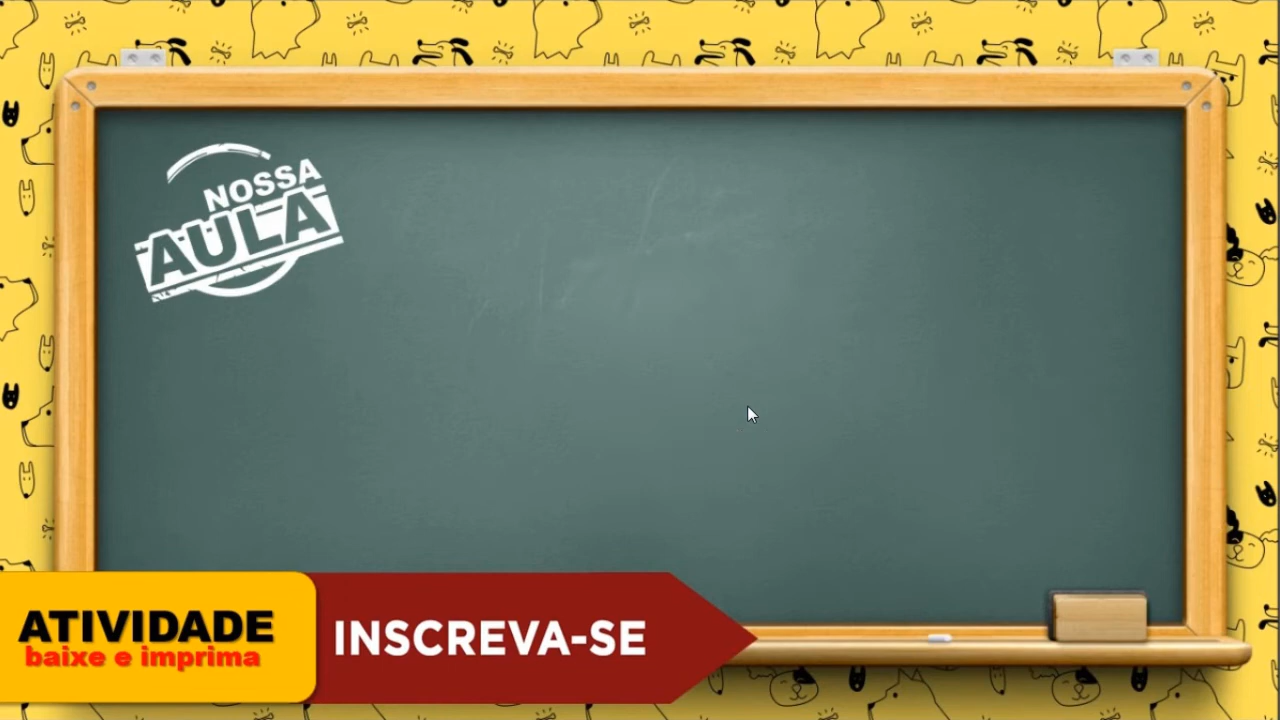 NOSSA
AULA
ATIVIDADE
baixe e imprima
INSCREVA-SE